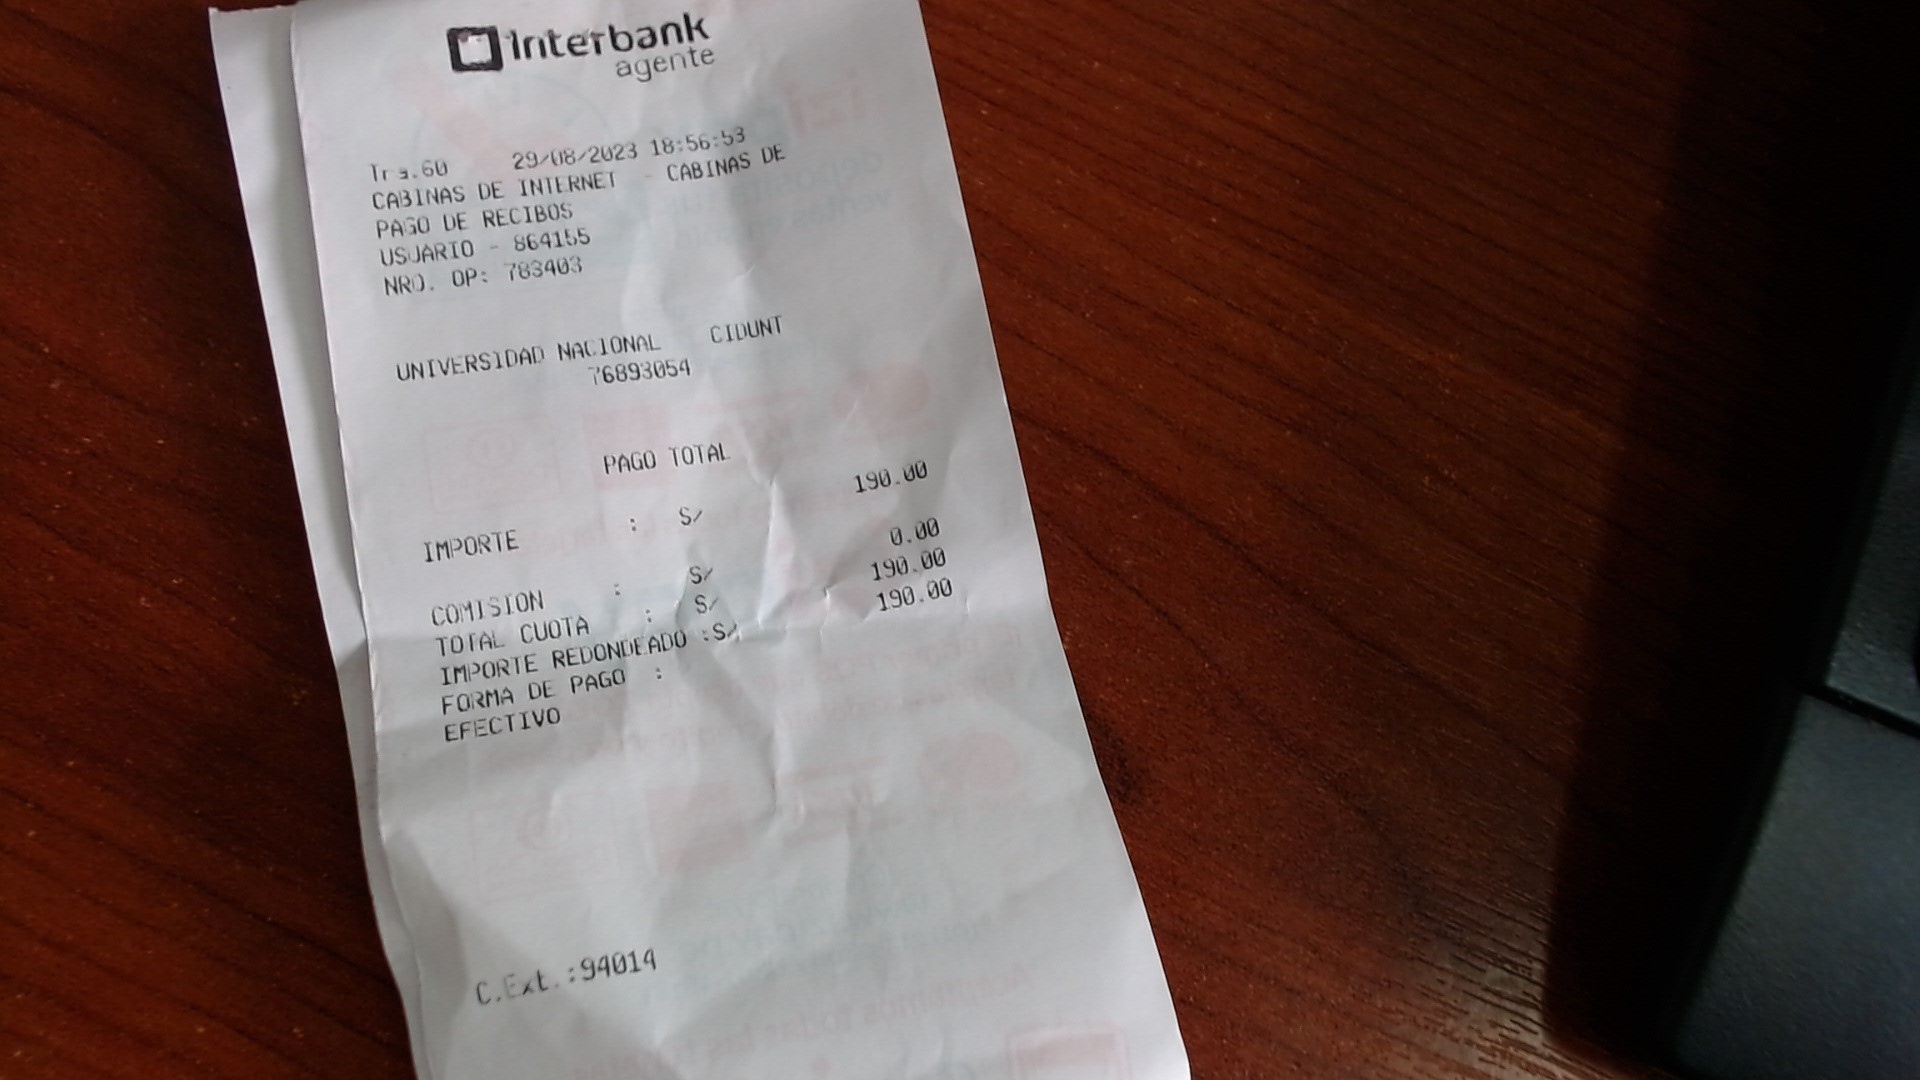 Interbank
agente
Tra.60 29/08/2023 18:56:53
CABINAS DE INTERNET - CABINAS DE
PAGO DE RECIBOS
USUARIO - 864155
NRO. OP: 783403
UNIVERSIDAD NACIONAL CIDUNT
76893054
PAGO TOTAL
IMPORTE : S/ 190.00
COMISION : S/ 0.00
TOTAL CUOTA : S/ 190.00
IMPORTE REDONDEADO :S/ 190.00
FORMA DE PAGO :
EFECTIVO
C.Ext.:94014